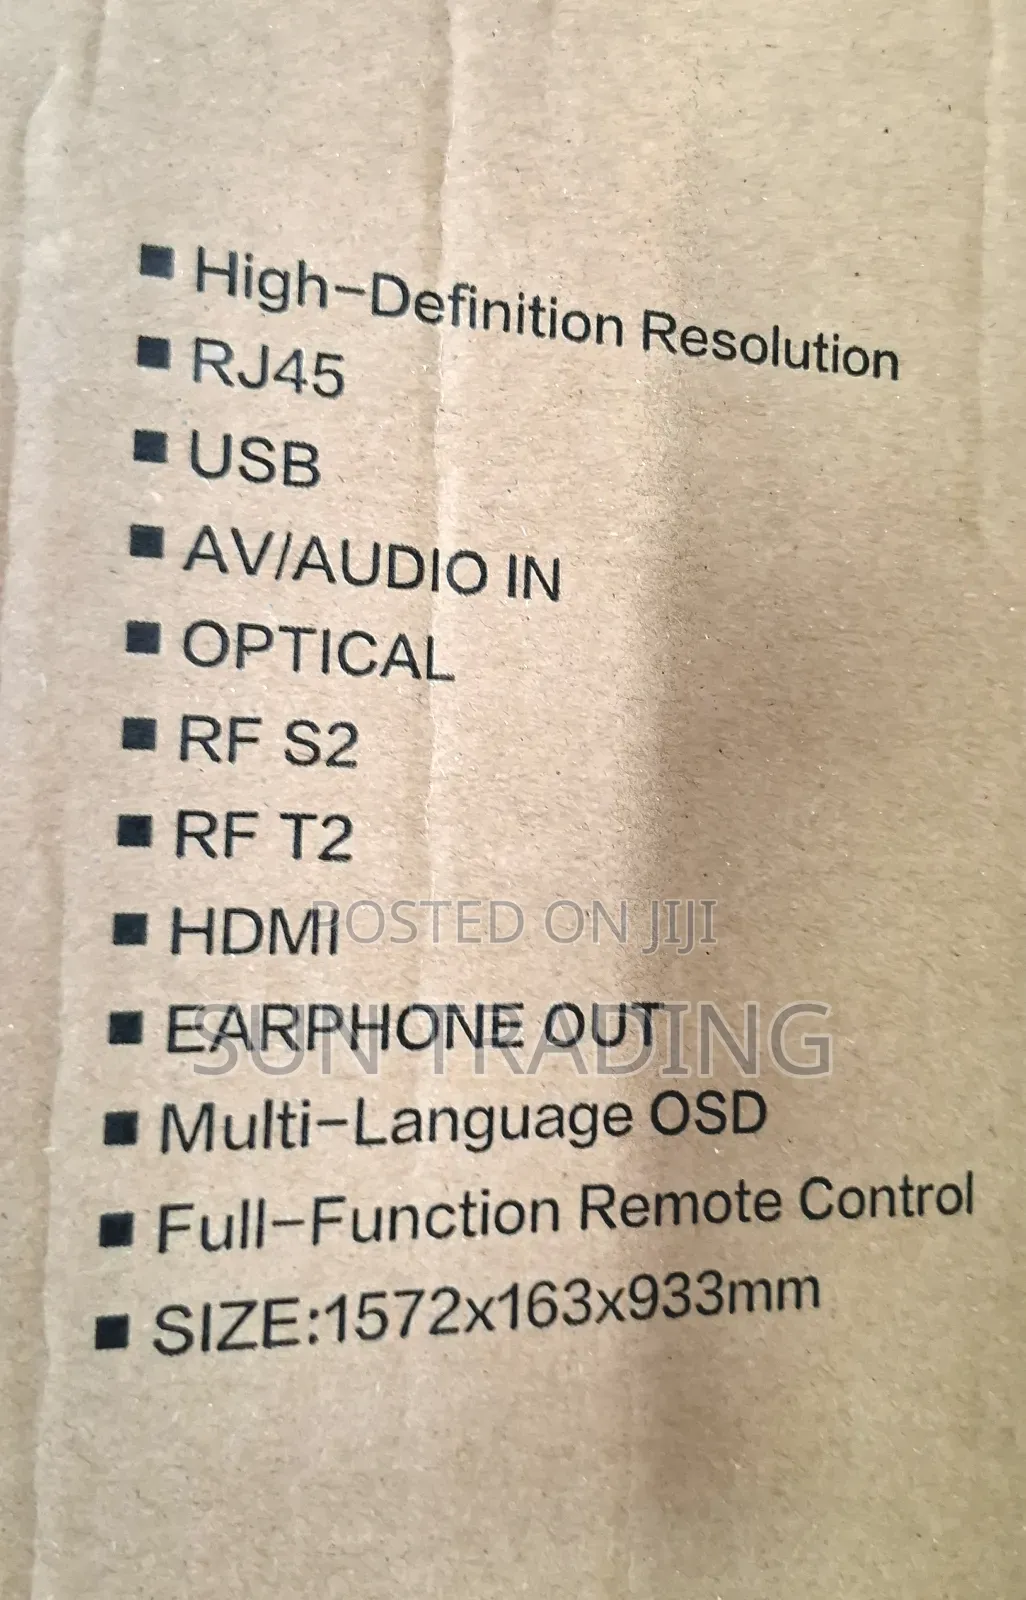 ■ High-Definition Resolution
■ RJ45
■ USB
■ AV/AUDIO IN
■ OPTICAL
■ RF S2
■ RF T2
■ HDMI
POSTED ON JIJI
■ EARPHONE OUT
SUN TRADING
■ Multi-Language OSD
■ Full-Function Remote Control
■ SIZE:1572x163x933mm